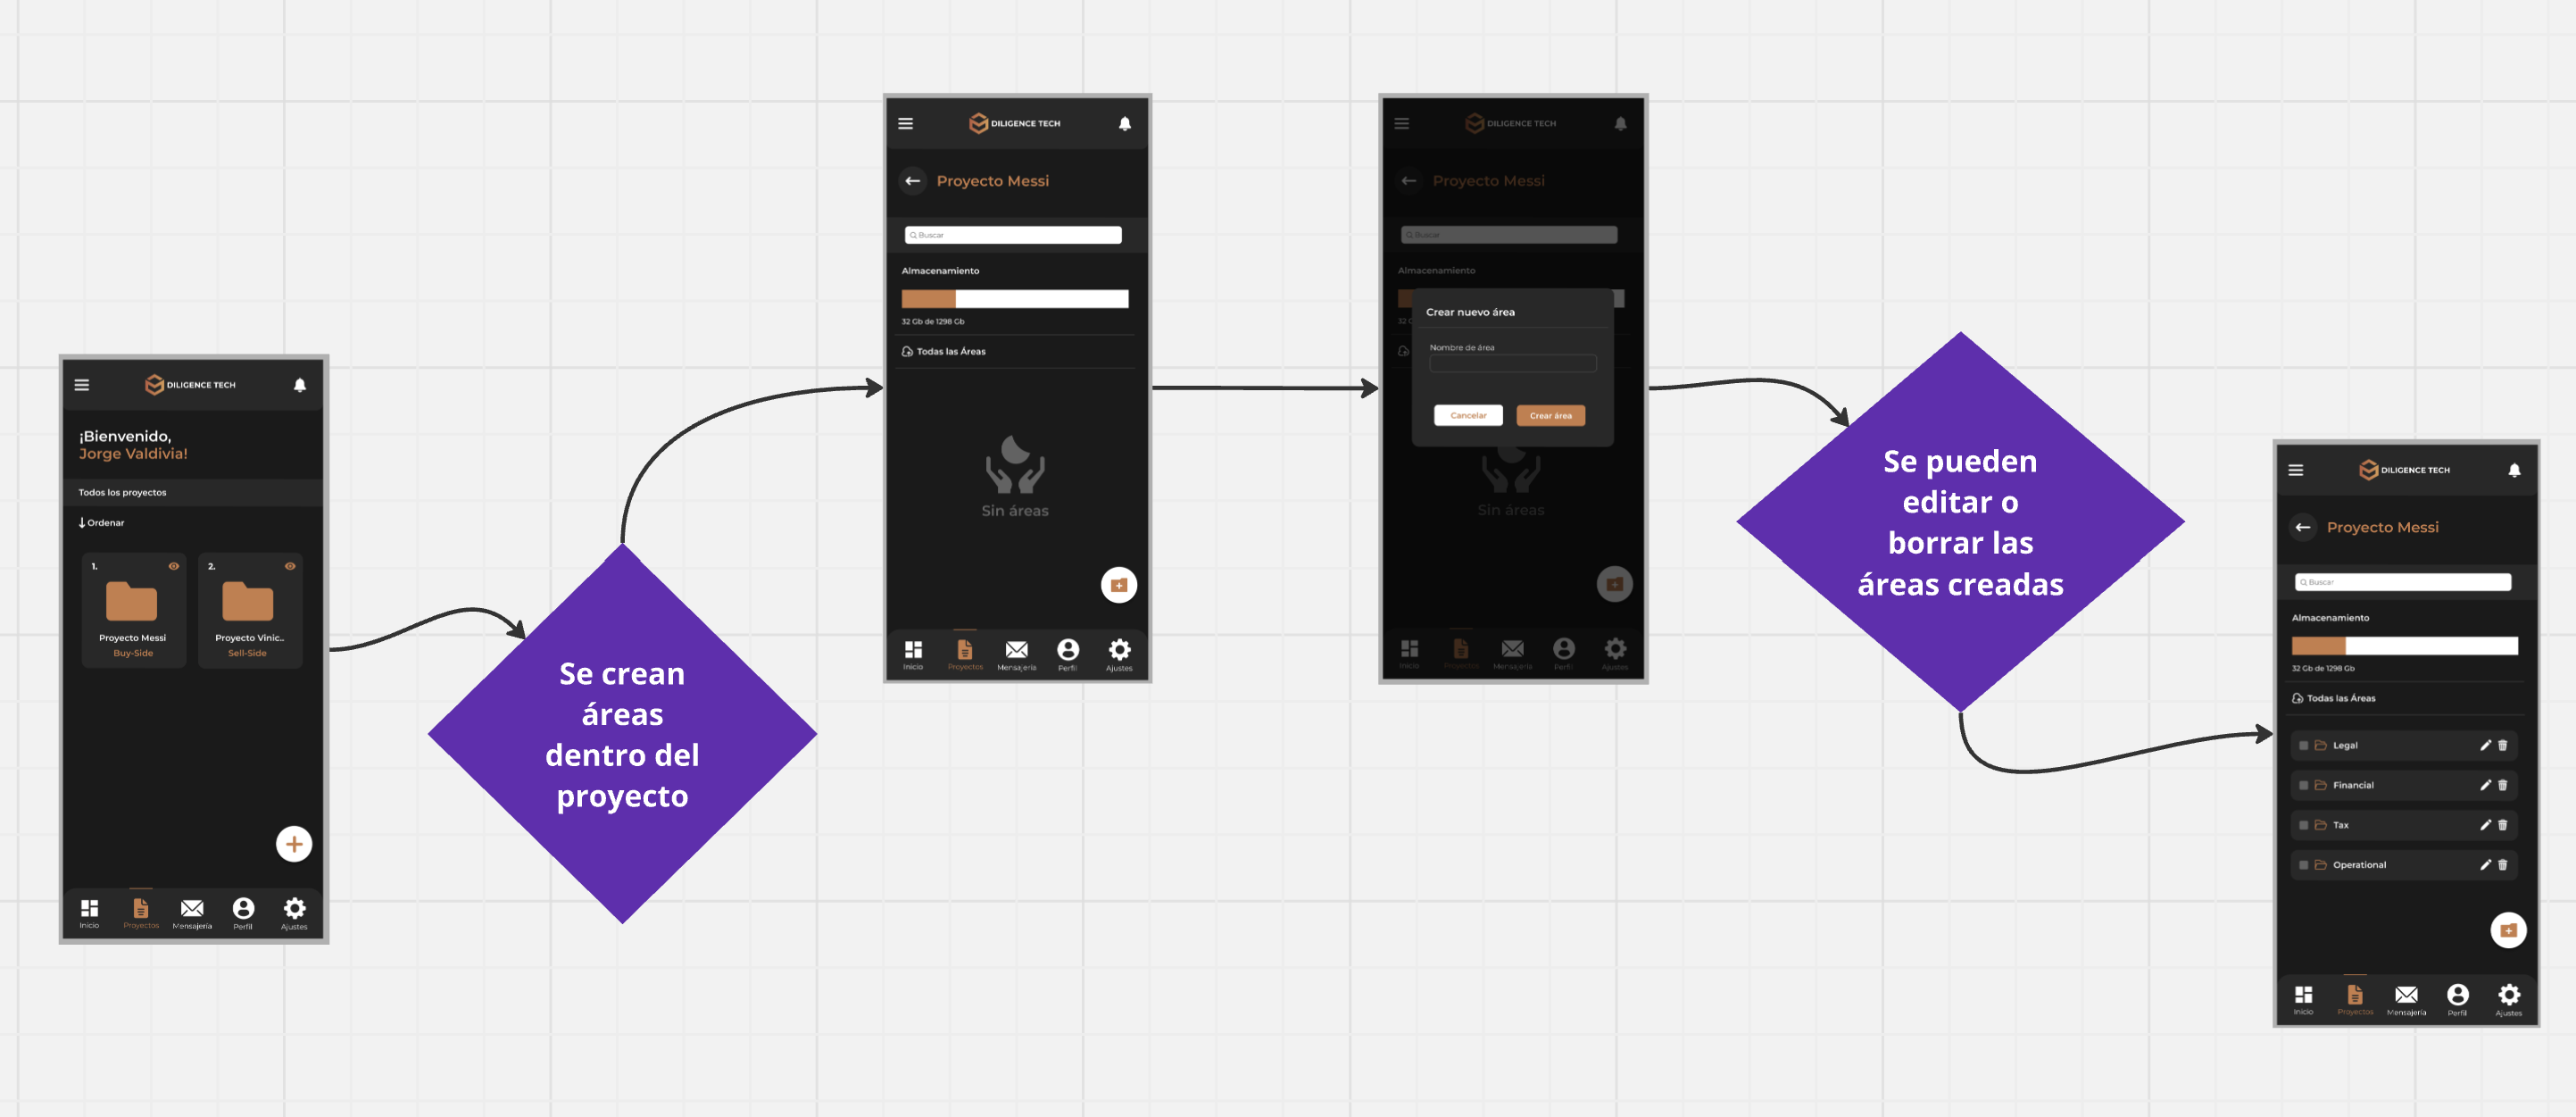 DILIGENCE TECH
¡Bienvenido,
Jorge Valdivia!
Todos los proyectos
Ordenar
1.
2.
Proyecto Messi
Buy-Side
Proyecto Vinic..
Sell-Side
Inicio
Proyectos
Mensajería
Perfil
Ajustes
Se crean
áreas
dentro del
proyecto
DILIGENCE TECH
Proyecto Messi
Buscar
Almacenamiento
32 Gb de 1298 Gb
Todas las Áreas
Sin áreas
Inicio
Proyectos
Mensajería
Perfil
Ajustes
DILIGENCE TECH
Proyecto Messi
Buscar
Almacenamiento
32 G
Crear nuevo área
Nombre de área
Cancelar
Crear área
Sin áreas
Inicio
Proyectos
Mensajería
Perfil
Ajustes
Se pueden
editar o
borrar las
áreas creadas
DILIGENCE TECH
Proyecto Messi
Buscar
Almacenamiento
32 Gb de 1298 Gb
Todas las Áreas
Legal
Financial
Tax
Operational
Inicio
Proyectos
Mensajería
Perfil
Ajustes